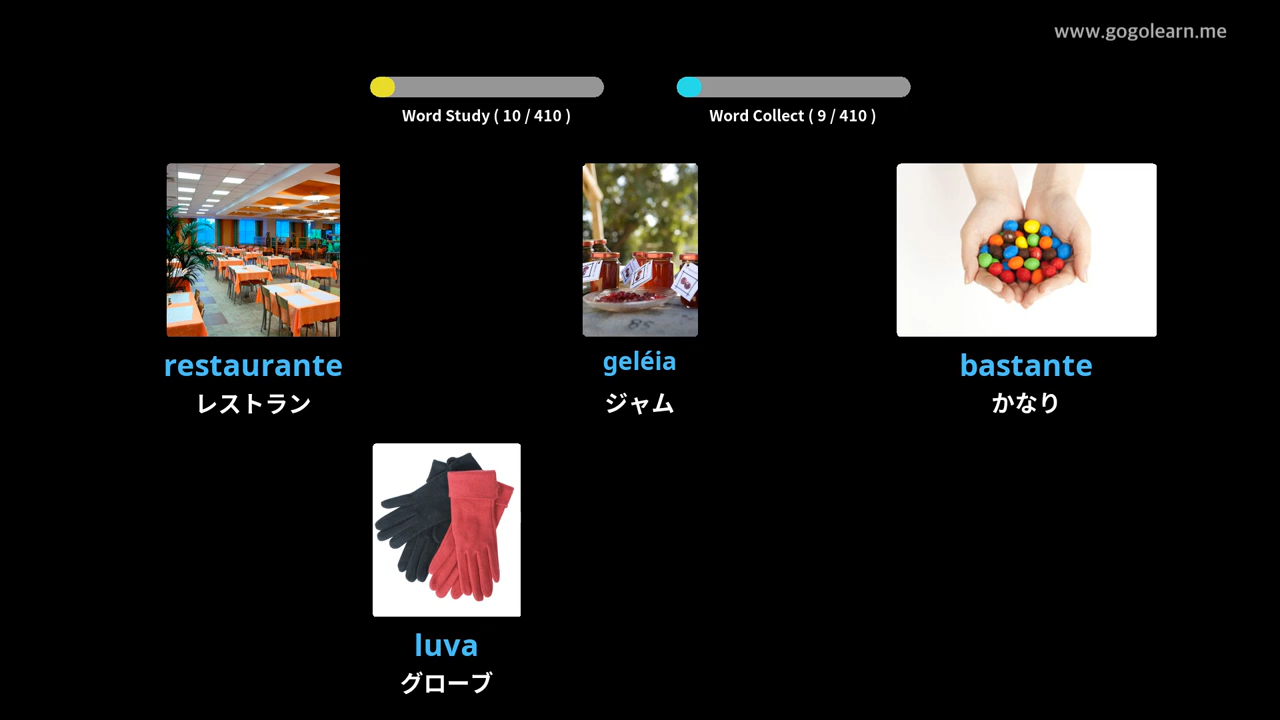 www.gogolearn.me
Word Study ( 10 / 410 )
Word Collect ( 9 / 410 )
restaurante
レストラン
geléia
ジャム
bastante
かなり
luva
グローブ